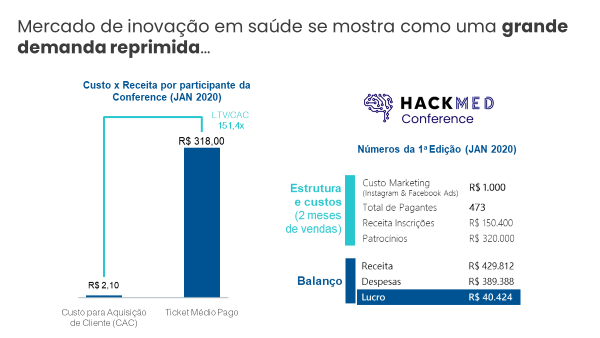 Mercado de inovação em saúde se mostra como uma grande
demanda reprimida...
Custo x Receita por participante da
Conference (JAN 2020)
LTV/CAC
151,4x
R$ 318,00
R$ 2,10
Custo para Aquisição
de Cliente (CAC)
Ticket Médio Pago
HACKMED
Conference
Números da 1ª Edição (JAN 2020)
Estrutura
e custos
(2 meses
de vendas)
Custo Marketing R$ 1.000
(Instagram & Facebook Ads)
Total de Pagantes 473
Receita Inscrições R$ 150.400
Patrocínios R$ 320.000
Balanço
Receita R$ 429.812
Despesas R$ 389.388
Lucro R$ 40.424